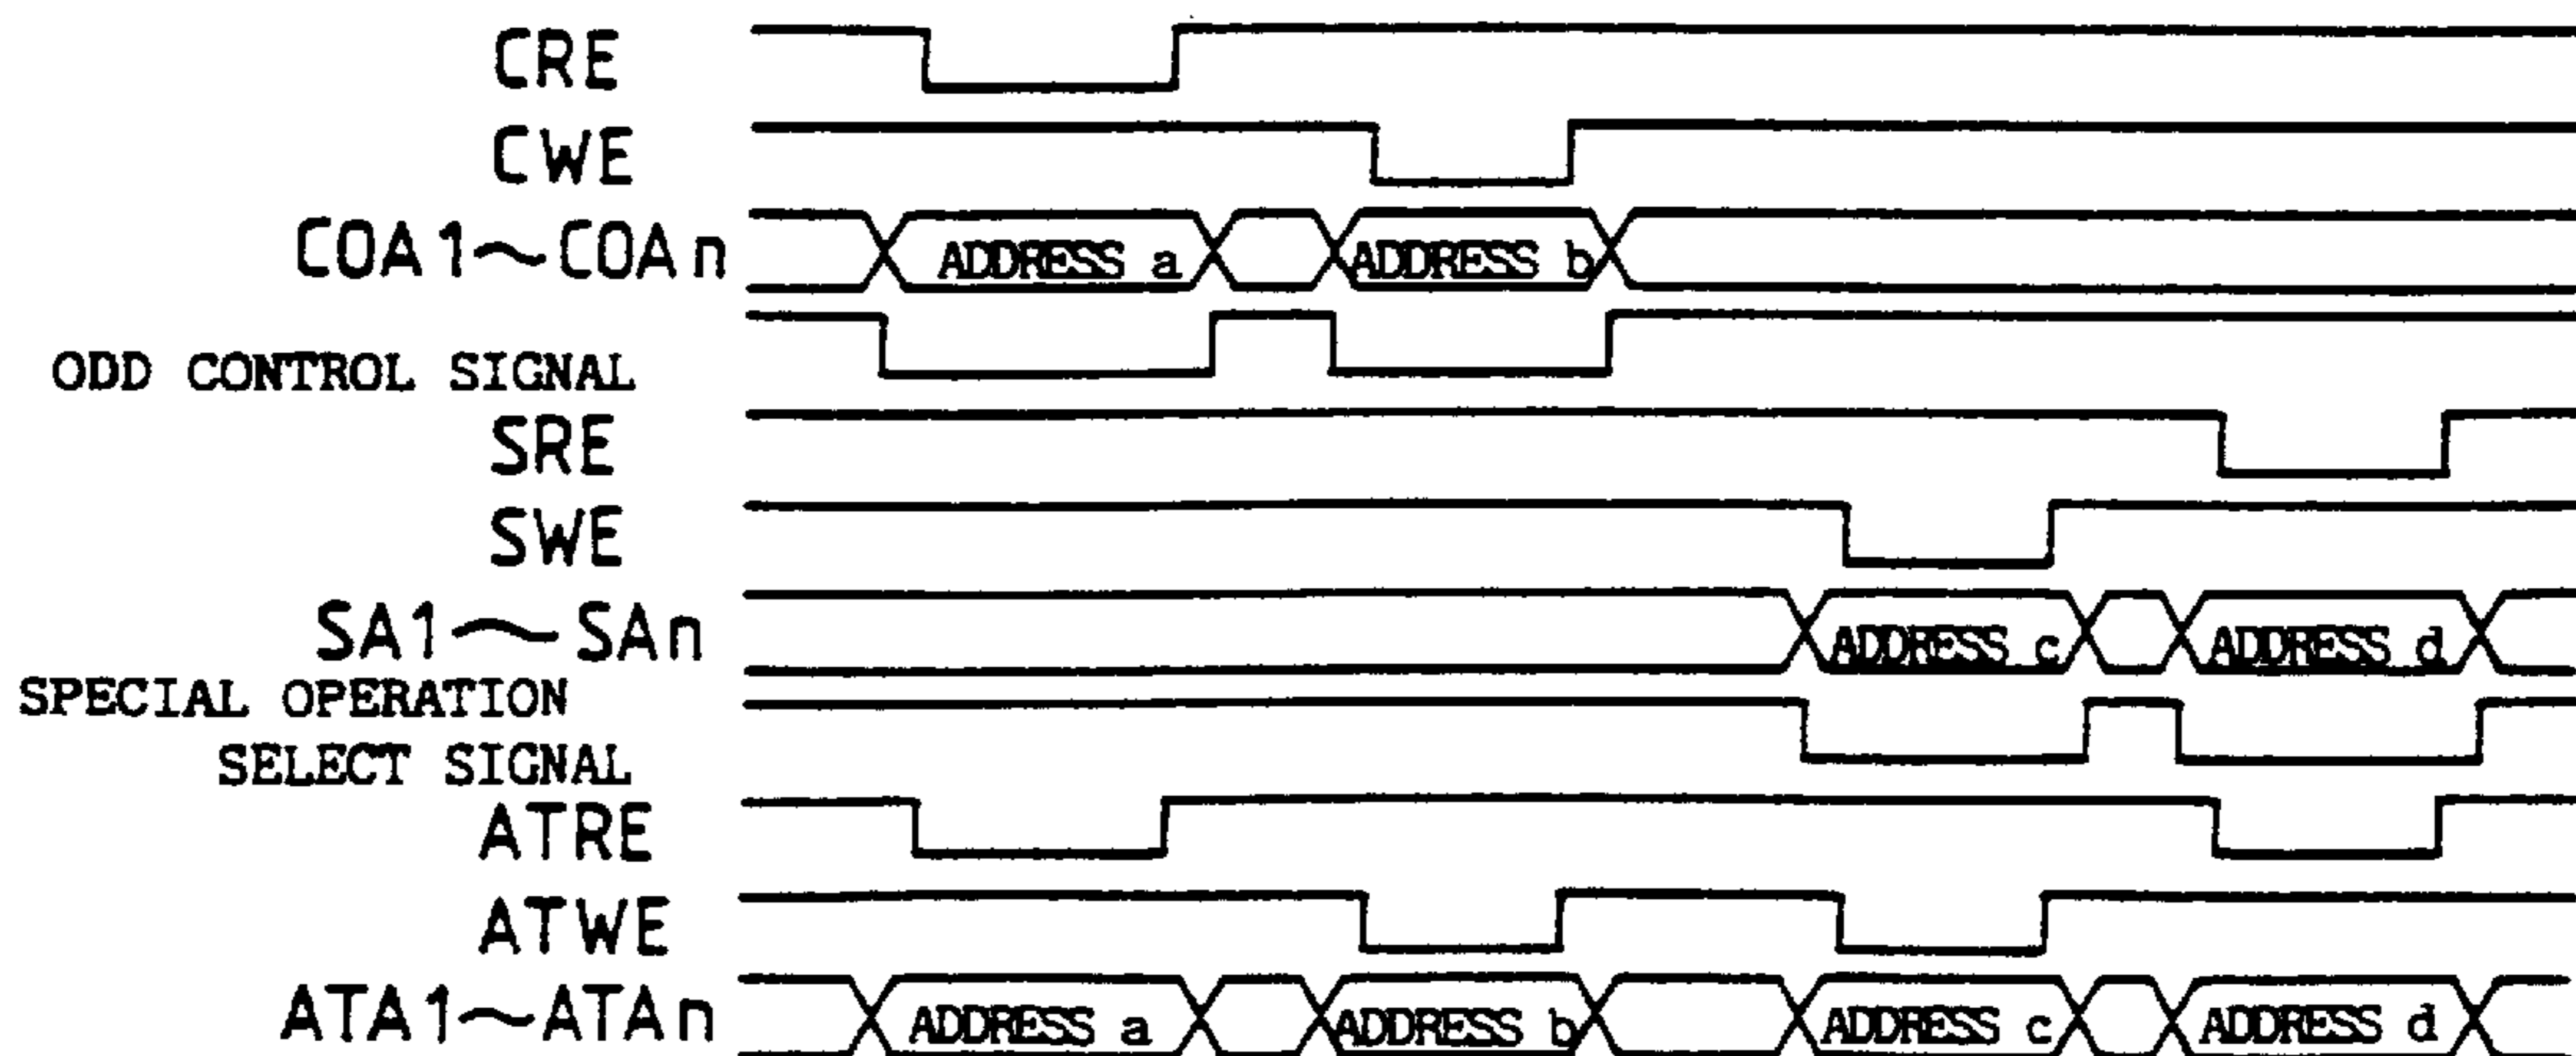 CRE
CWE
COA1~COAn
ADDRESS a
ADDRESS b
ODD CONTROL SIGNAL
SRE
SWE
SA1~SAn
ADDRESS c
ADDRESS d
SPECIAL OPERATION
SELECT SIGNAL
ATRE
ATWE
ATA1~ATAn
ADDRESS a
ADDRESS b
ADDRESS c
ADDRESS d